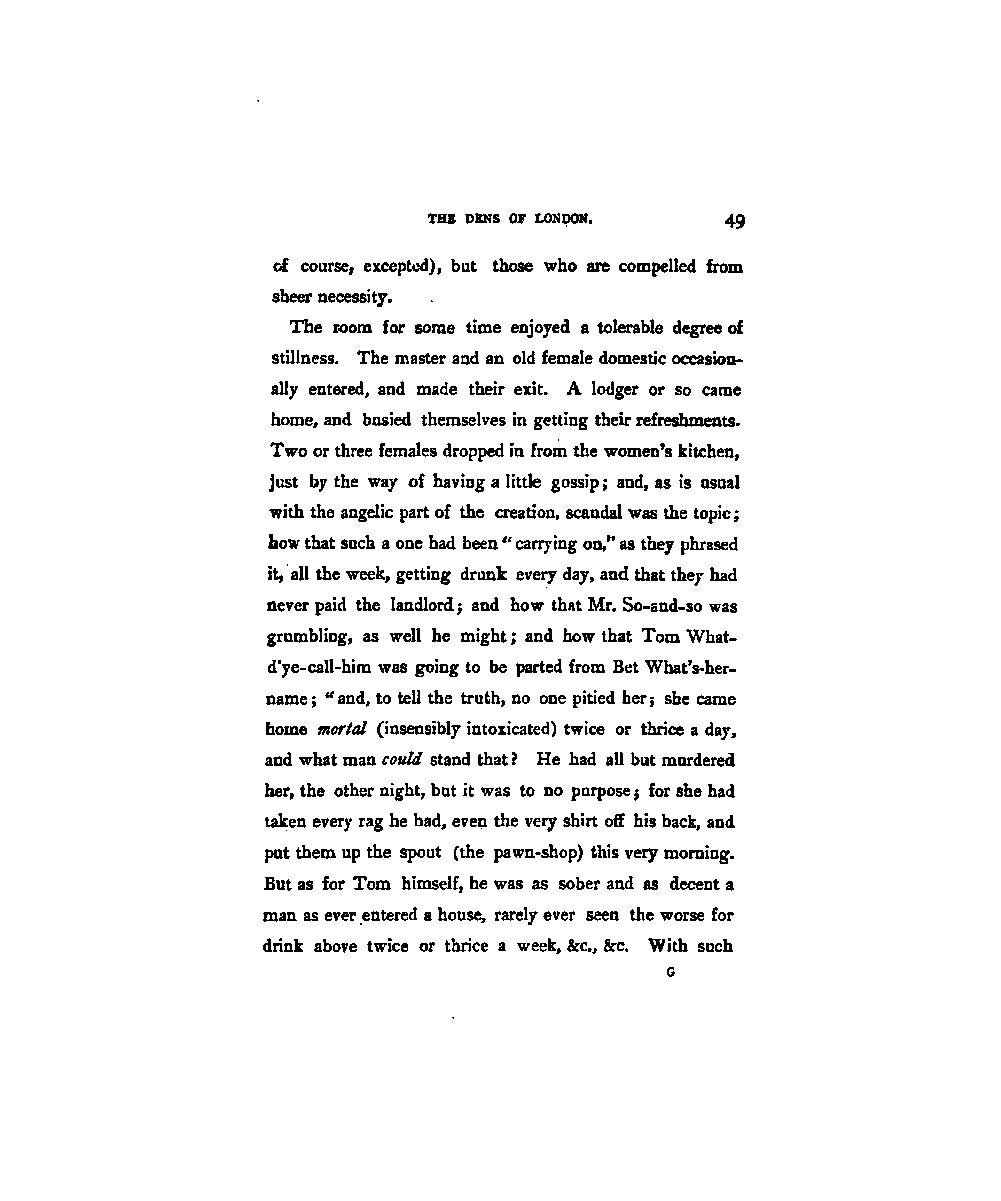 THE DENS OF LONDON. 49
of course, excepted), but those who are compelled from
sheer necessity.
The room for some time enjoyed a tolerable degree of
stillness. The master and an old female domestic occasion-
ally entered, and made their exit. A lodger or so came
home, and busied themselves in getting their refreshments.
Two or three females dropped in from the women's kitchen,
just by the way of having a little gossip; and, as is usual
with the angelic part of the creation, scandal was the topic;
how that such a one had been "carrying on," as they phrased
it, all the week, getting drunk every day, and that they had
never paid the landlord; and how that Mr. So-and-so was
grumbling, as well he might; and how that Tom What-
d'ye-call-him was going to be parted from Bet What's-her-
name; "and, to tell the truth, no one pitied her; she came
home mortal (insensibly intoxicated) twice or thrice a day,
and what man could stand that? He had all but murdered
her, the other night, but it was to no purpose; for she had
taken every rag he had, even the very shirt off his back, and
put them up the spout (the pawn-shop) this very morning.
But as for Tom himself, he was as sober and as decent a
man as ever entered a house, rarely ever seen the worse for
drink above twice or thrice a week, &c., &c. With such
G